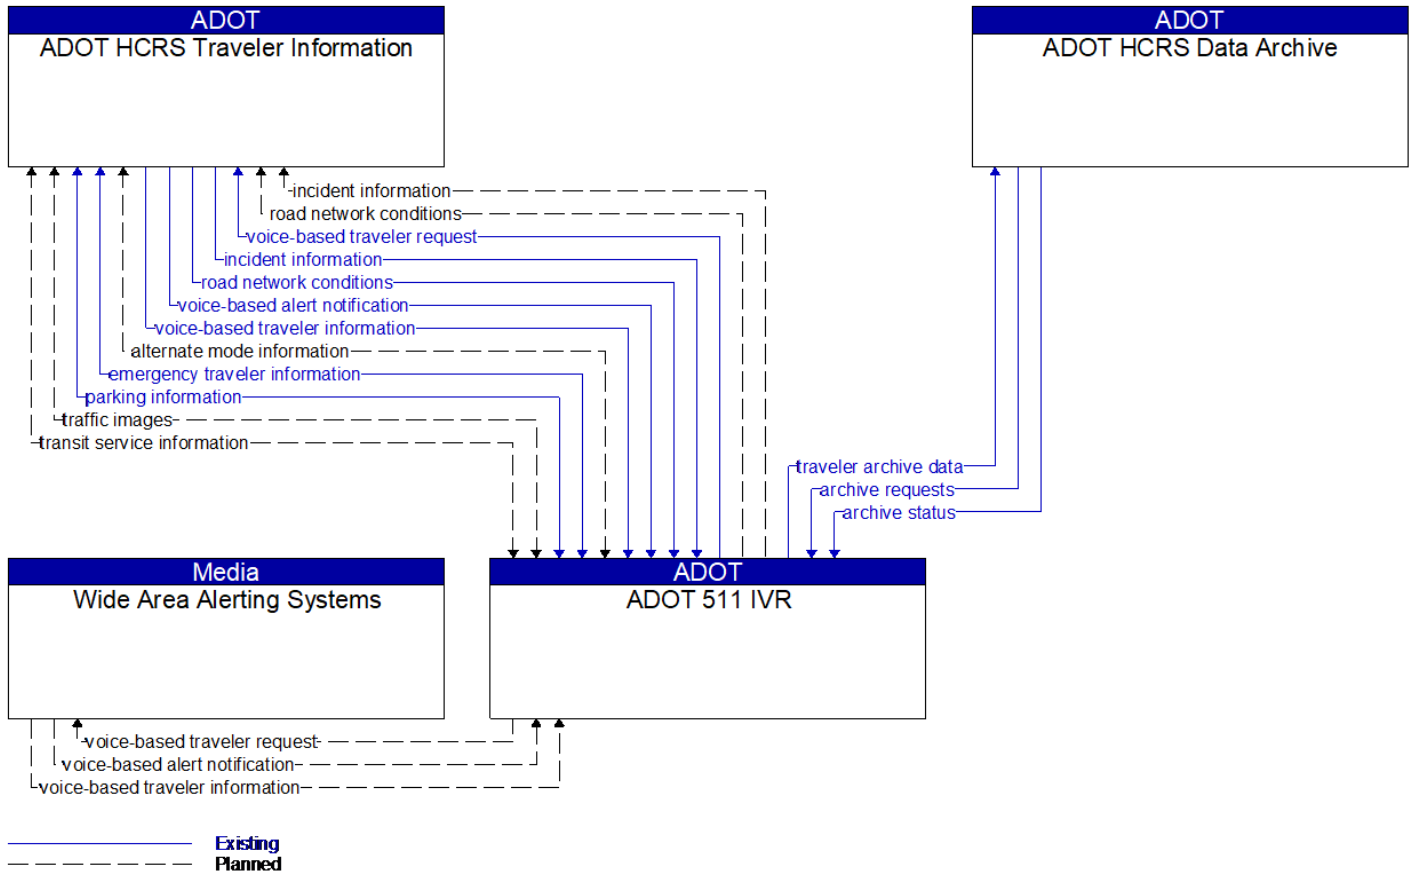 ADOT
ADOT HCRS Traveler Information
ADOT
ADOT HCRS Data Archive
incident information
road network conditions
voice-based traveler request
incident information
road network conditions
voice-based alert notification
voice-based traveler information
alternate mode information
emergency traveler information
parking information
traffic images
transit service information
traveler archive data
archive requests
archive status
Media
Wide Area Alerting Systems
ADOT
ADOT 511 IVR
voice-based traveler request
voice-based alert notification
voice-based traveler information
Existing
Planned